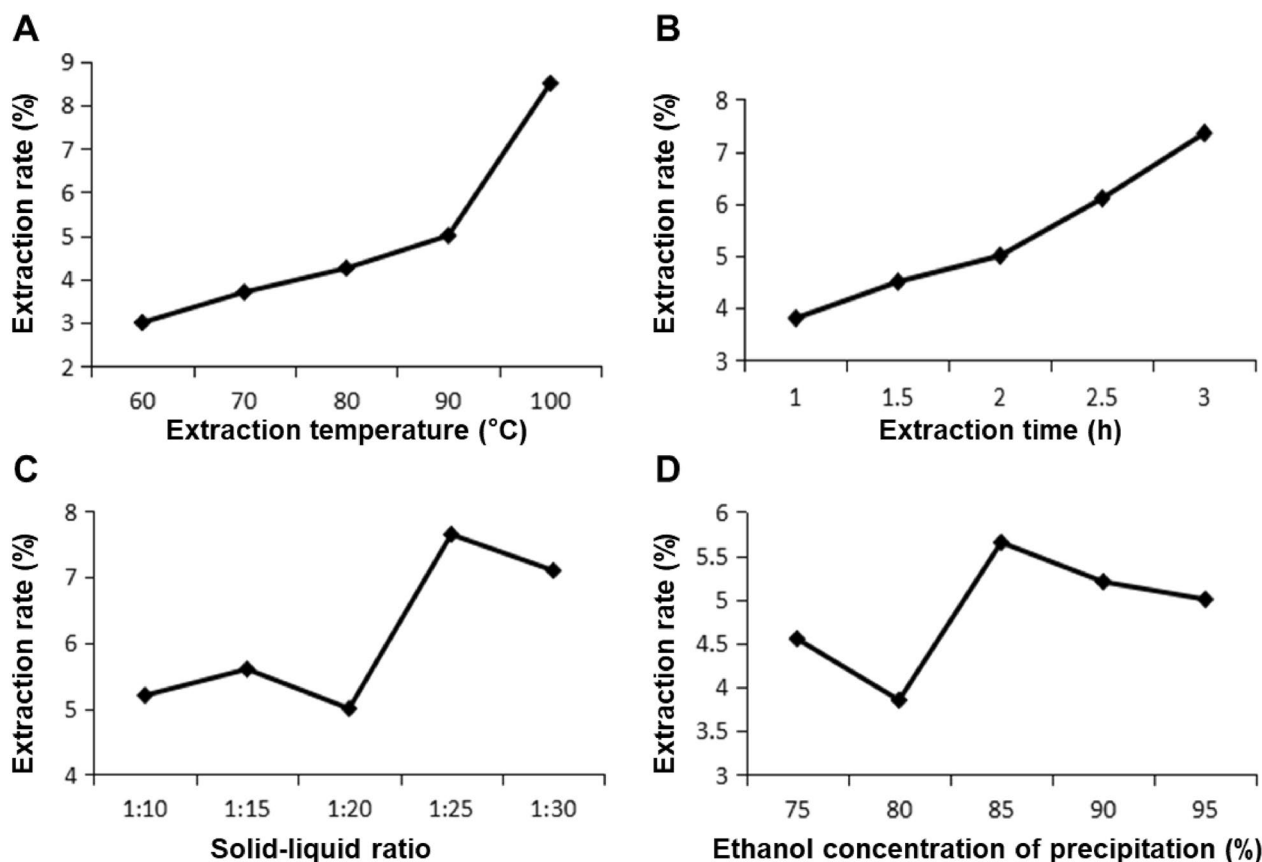 A
Extraction rate (%)
9
8
7
6
5
4
3
2
60 70 80 90 100
Extraction temperature (°C)
B
Extraction rate (%)
8
7
6
5
4
3
1 1.5 2 2.5 3
Extraction time (h)
C
Extraction rate (%)
8
7
6
5
4
1:10 1:15 1:20 1:25 1:30
Solid-liquid ratio
D
Extraction rate (%)
6
5.5
5
4.5
4
3.5
3
75 80 85 90 95
Ethanol concentration of precipitation (%)